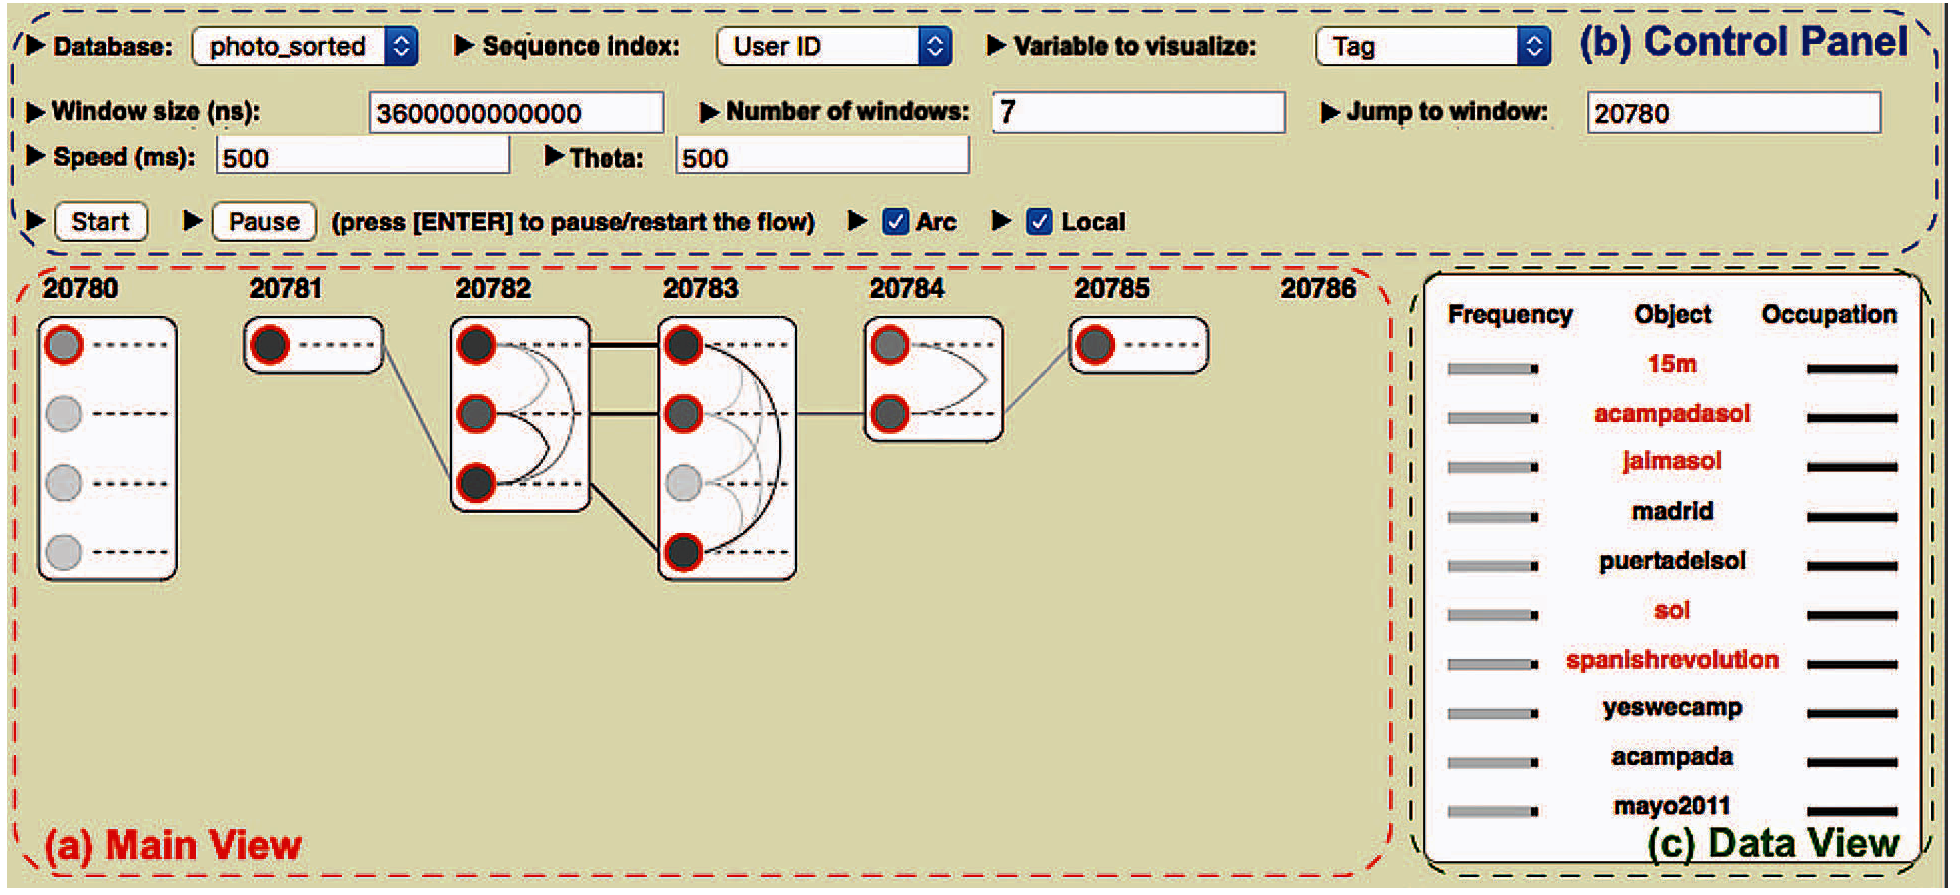 Database: photo_sorted Sequence index: User ID Variable to visualize: Tag (b) Control Panel
Window size (ns): 3600000000000 Number of windows: 7 Jump to window: 20780
Speed (ms): 500 Theta: 500
Start Pause (press [ENTER] to pause/restart the flow) Arc Local
20780 20781 20782 20783 20784 20785 20786
Frequency Object Occupation
15m
acampadasol
jaimasol
madrid
puertadelsol
sol
spanishrevolution
yeswecamp
acampada
mayo2011
(a) Main View
(c) Data View